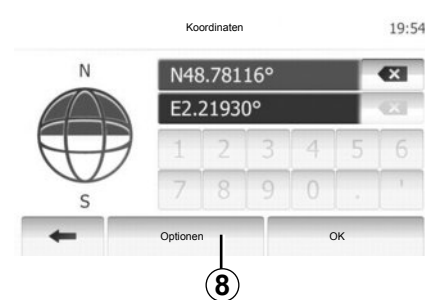 Koordinaten 19:54
N N48.78116°
E2.21930°
1 2 3 4 5 6
S 7 8 9 0 . '
Optionen OK
8